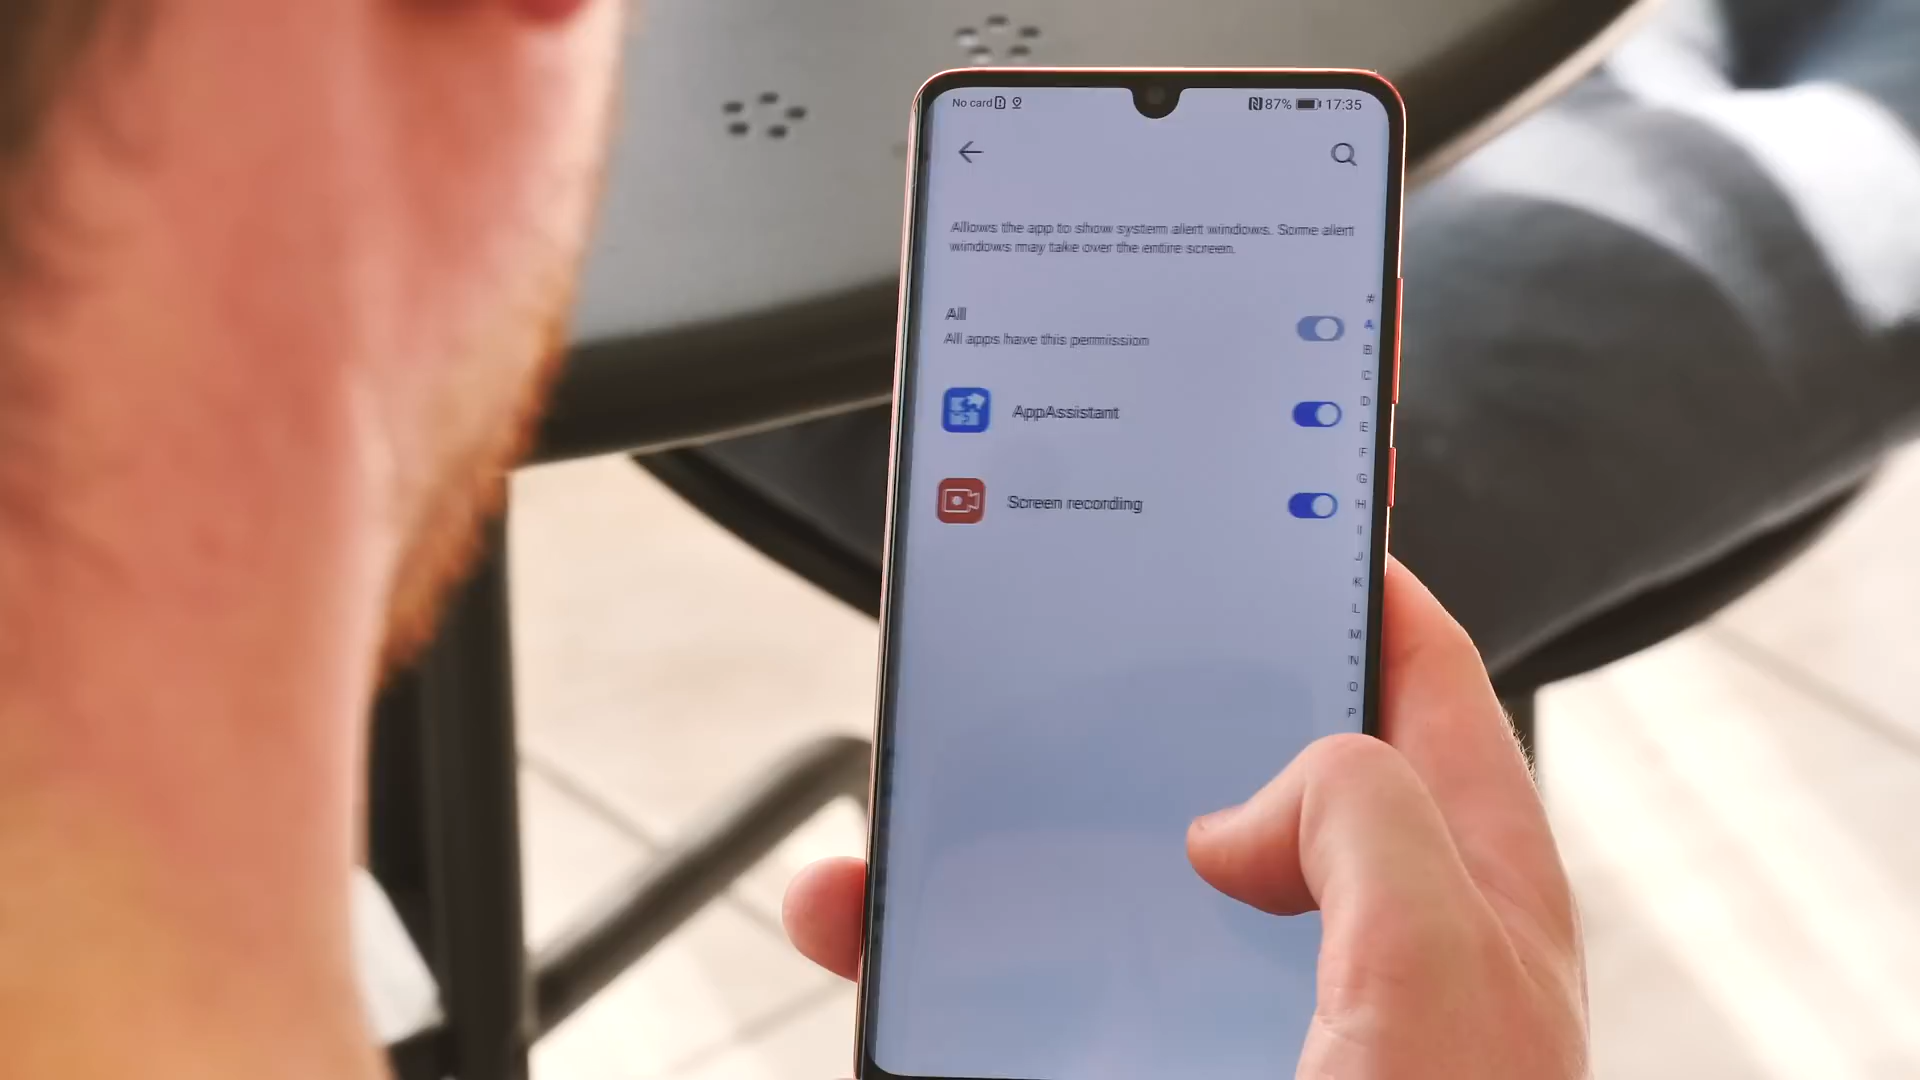 No card
87% 17:35
Allows the app to show system alert windows. Some alert
windows may take over the entire screen.
All
All apps have this permission
AppAssistant
Screen recording
#
A
B
C
D
E
F
G
H
I
J
K
L
M
N
O
P